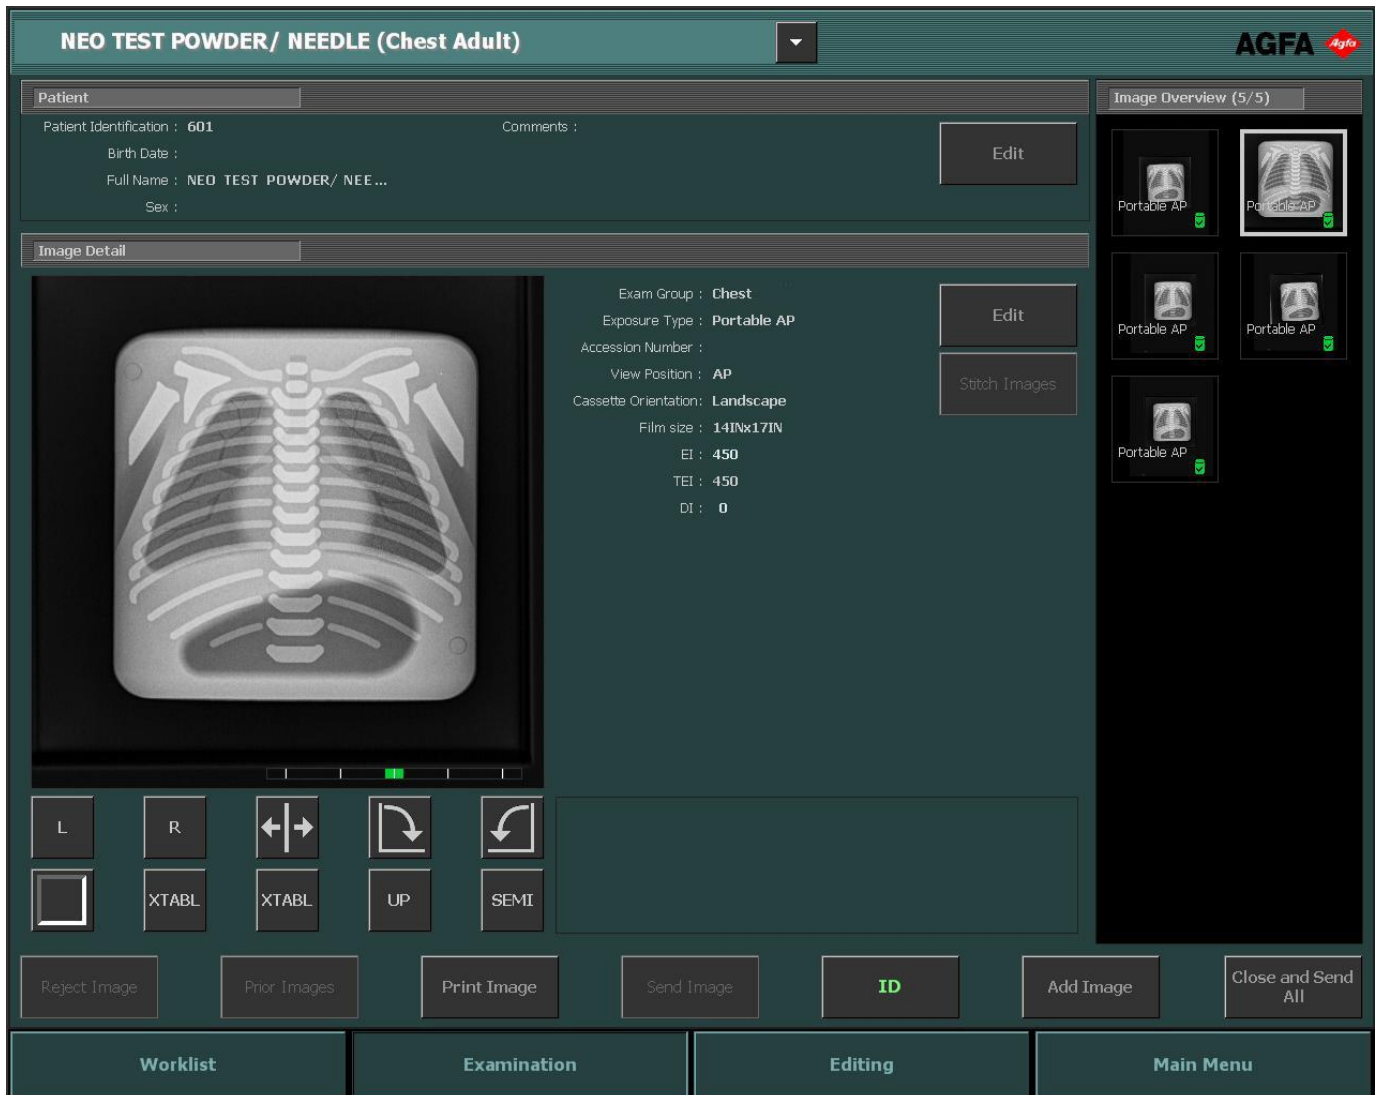 NEO TEST POWDER/ NEEDLE (Chest Adult)
AGFA
Agfa
Patient
Patient Identification : 601
Comments :
Birth Date :
Full Name : NEO TEST POWDER/ NEE...
Sex :
Edit
Image Detail
Exam Group : Chest
Exposure Type : Portable AP
Accession Number :
View Position : AP
Cassette Orientation: Landscape
Film size : 14INx17IN
EI : 450
TEI : 450
DI : 0
Edit
Stitch Images
Image Overview (5/5)
Portable AP
Portable AP
Portable AP
Portable AP
Portable AP
L
R
XTABL
XTABL
UP
SEMI
Reject Image
Prior Images
Print Image
Send Image
ID
Add Image
Close and Send
All
Worklist
Examination
Editing
Main Menu